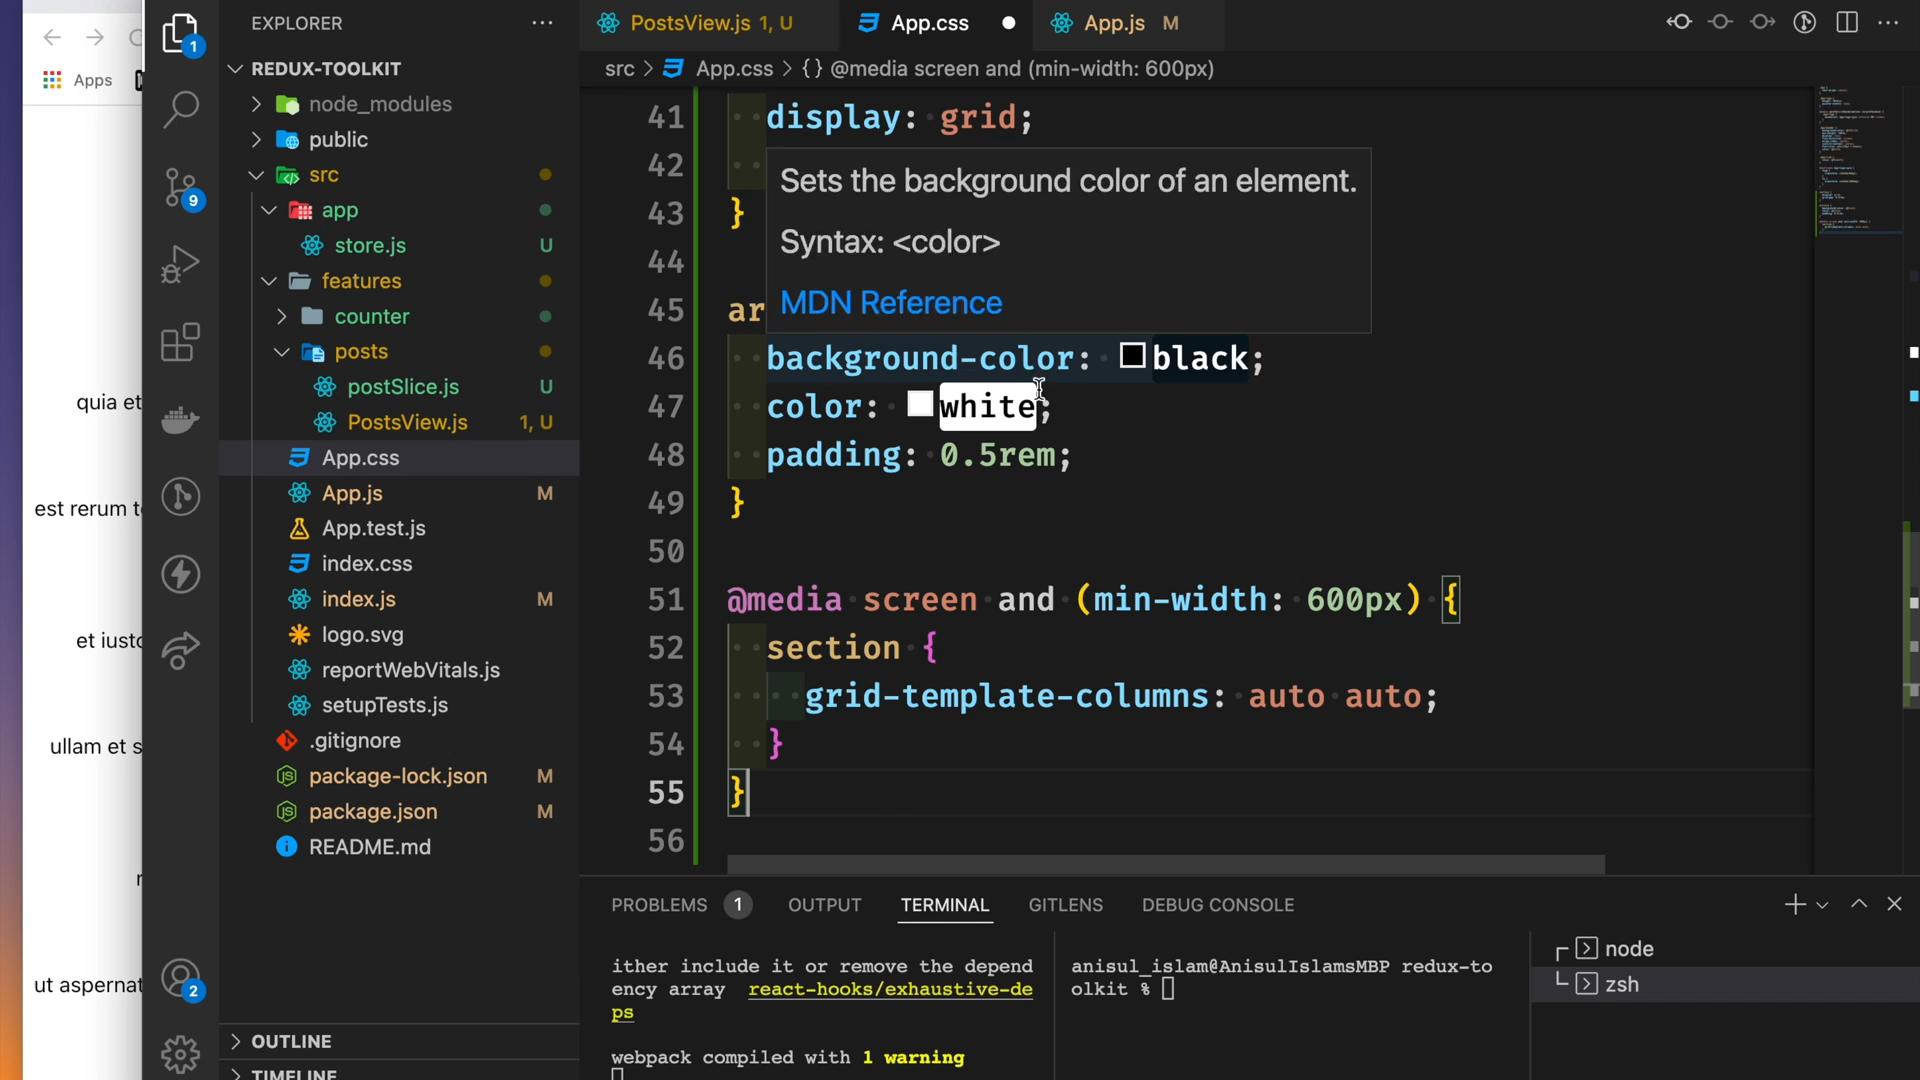 Apps
quia et
est rerum t
et iusto
ullam et s
ut aspernat
1
9
2
EXPLORER
REDUX-TOOLKIT
node_modules
public
src
app
store.js U
features
counter
posts
postSlice.js U
PostsView.js 1, U
App.css
App.js M
App.test.js
index.css
index.js M
logo.svg
reportWebVitals.js
setupTests.js
.gitignore
package-lock.json M
package.json M
README.md
OUTLINE
TIMELINE
PostsView.js 1, U
App.css
App.js M
src > App.css > {} @media screen and (min-width: 600px)
41 display: grid;
42
Sets the background color of an element.
Syntax: <color>
MDN Reference
43 }
44
45 ar
46 background-color: black;
47 color: white;
48 padding: 0.5rem;
49 }
50
51 @media screen and (min-width: 600px) {
52 section {
53 grid-template-columns: auto auto;
54 }
55 }
56
PROBLEMS 1 OUTPUT TERMINAL GITLENS DEBUG CONSOLE
ither include it or remove the depend
ency array react-hooks/exhaustive-de
ps
webpack compiled with 1 warning
anisul_islam@AnisulIslamsMBP redux-to
olkit %
node
zsh